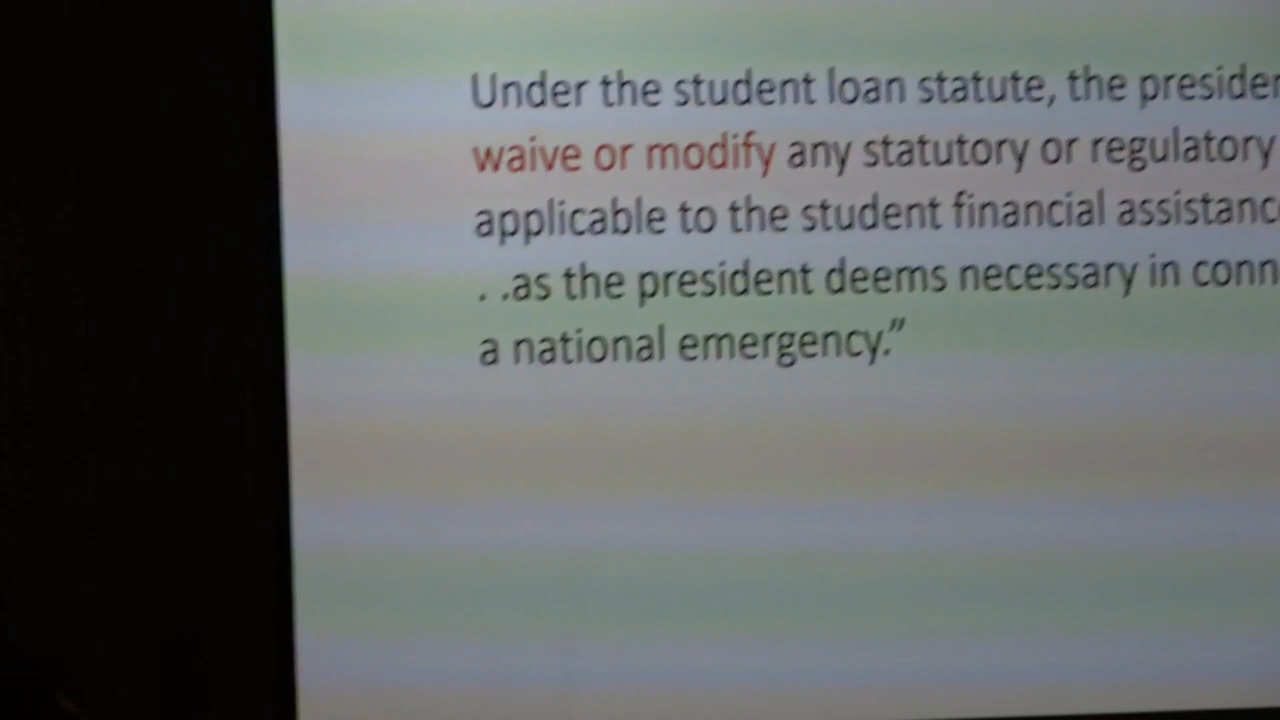 Under the student loan statute, the presiden
waive or modify any statutory or regulatory
applicable to the student financial assistanc
. .as the president deems necessary in conn
a national emergency.”